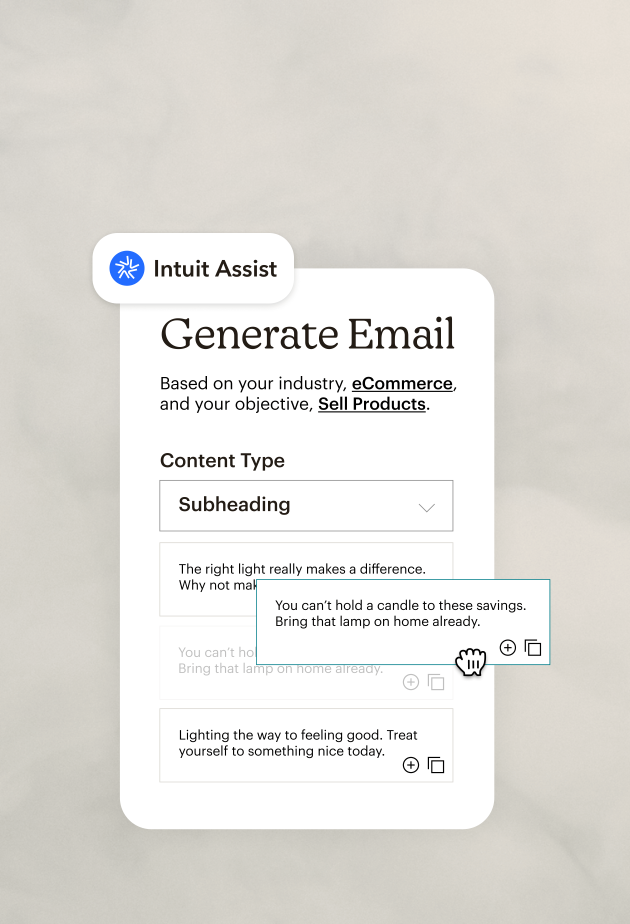 Intuit Assist
Generate Email
Based on your industry, eCommerce,
and your objective, Sell Products.
Content Type
Subheading
The right light really makes a difference.
Why not mak
You can’t hold a candle to these savings.
Bring that lamp on home already.
You can’t hol
Bring that lamp on home already.
Lighting the way to feeling good. Treat
yourself to something nice today.